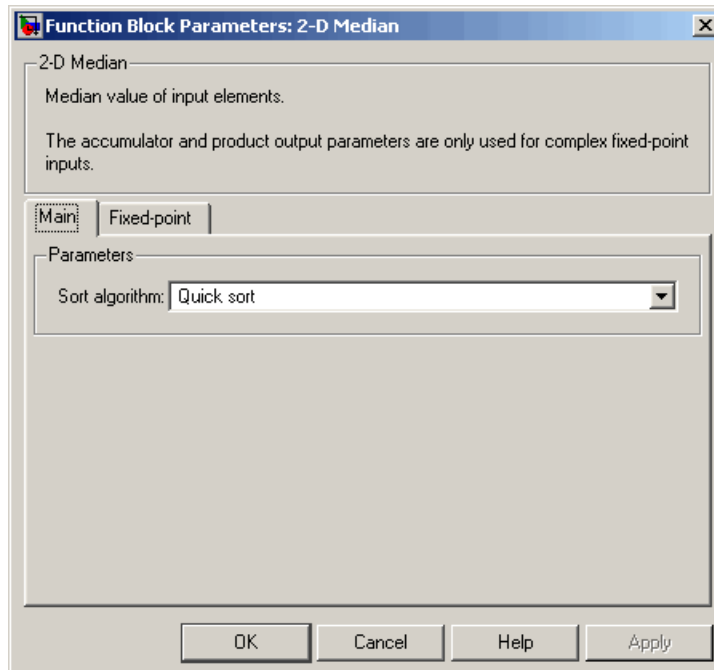 Function Block Parameters: 2-D Median
2-D Median
Median value of input elements.
The accumulator and product output parameters are only used for complex fixed-point
inputs.
Main Fixed-point
Parameters
Sort algorithm: Quick sort
OK Cancel Help Apply